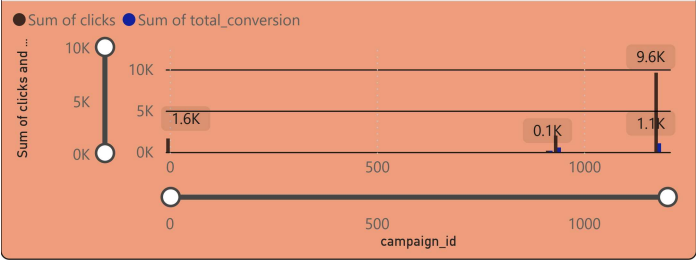 Sum of clicks Sum of total_conversion
Sum of clicks and ...
10K
5K
0K
10K
5K
0K
1.6K
0.1K
9.6K
1.1K
0 500 1000
0 500 1000
campaign_id